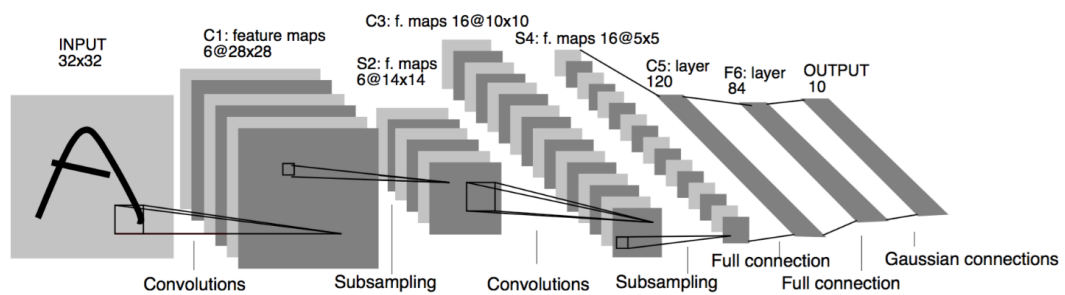 INPUT
32x32
C1: feature maps
6@28x28
S2: f. maps
6@14x14
C3: f. maps 16@10x10
S4: f. maps 16@5x5
C5: layer
120
F6: layer
84
OUTPUT
10
Convolutions
Subsampling
Convolutions
Subsampling
Full connection
Full connection
Gaussian connections